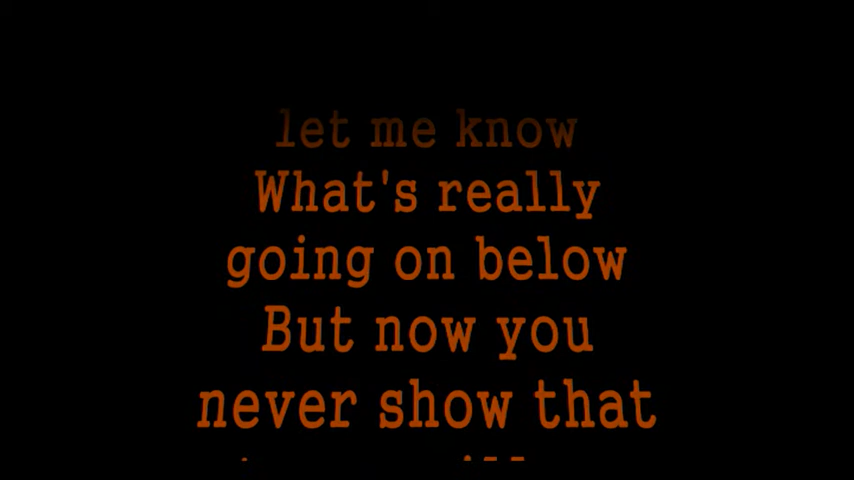 let me know
What's really
going on below
But now you
never show that